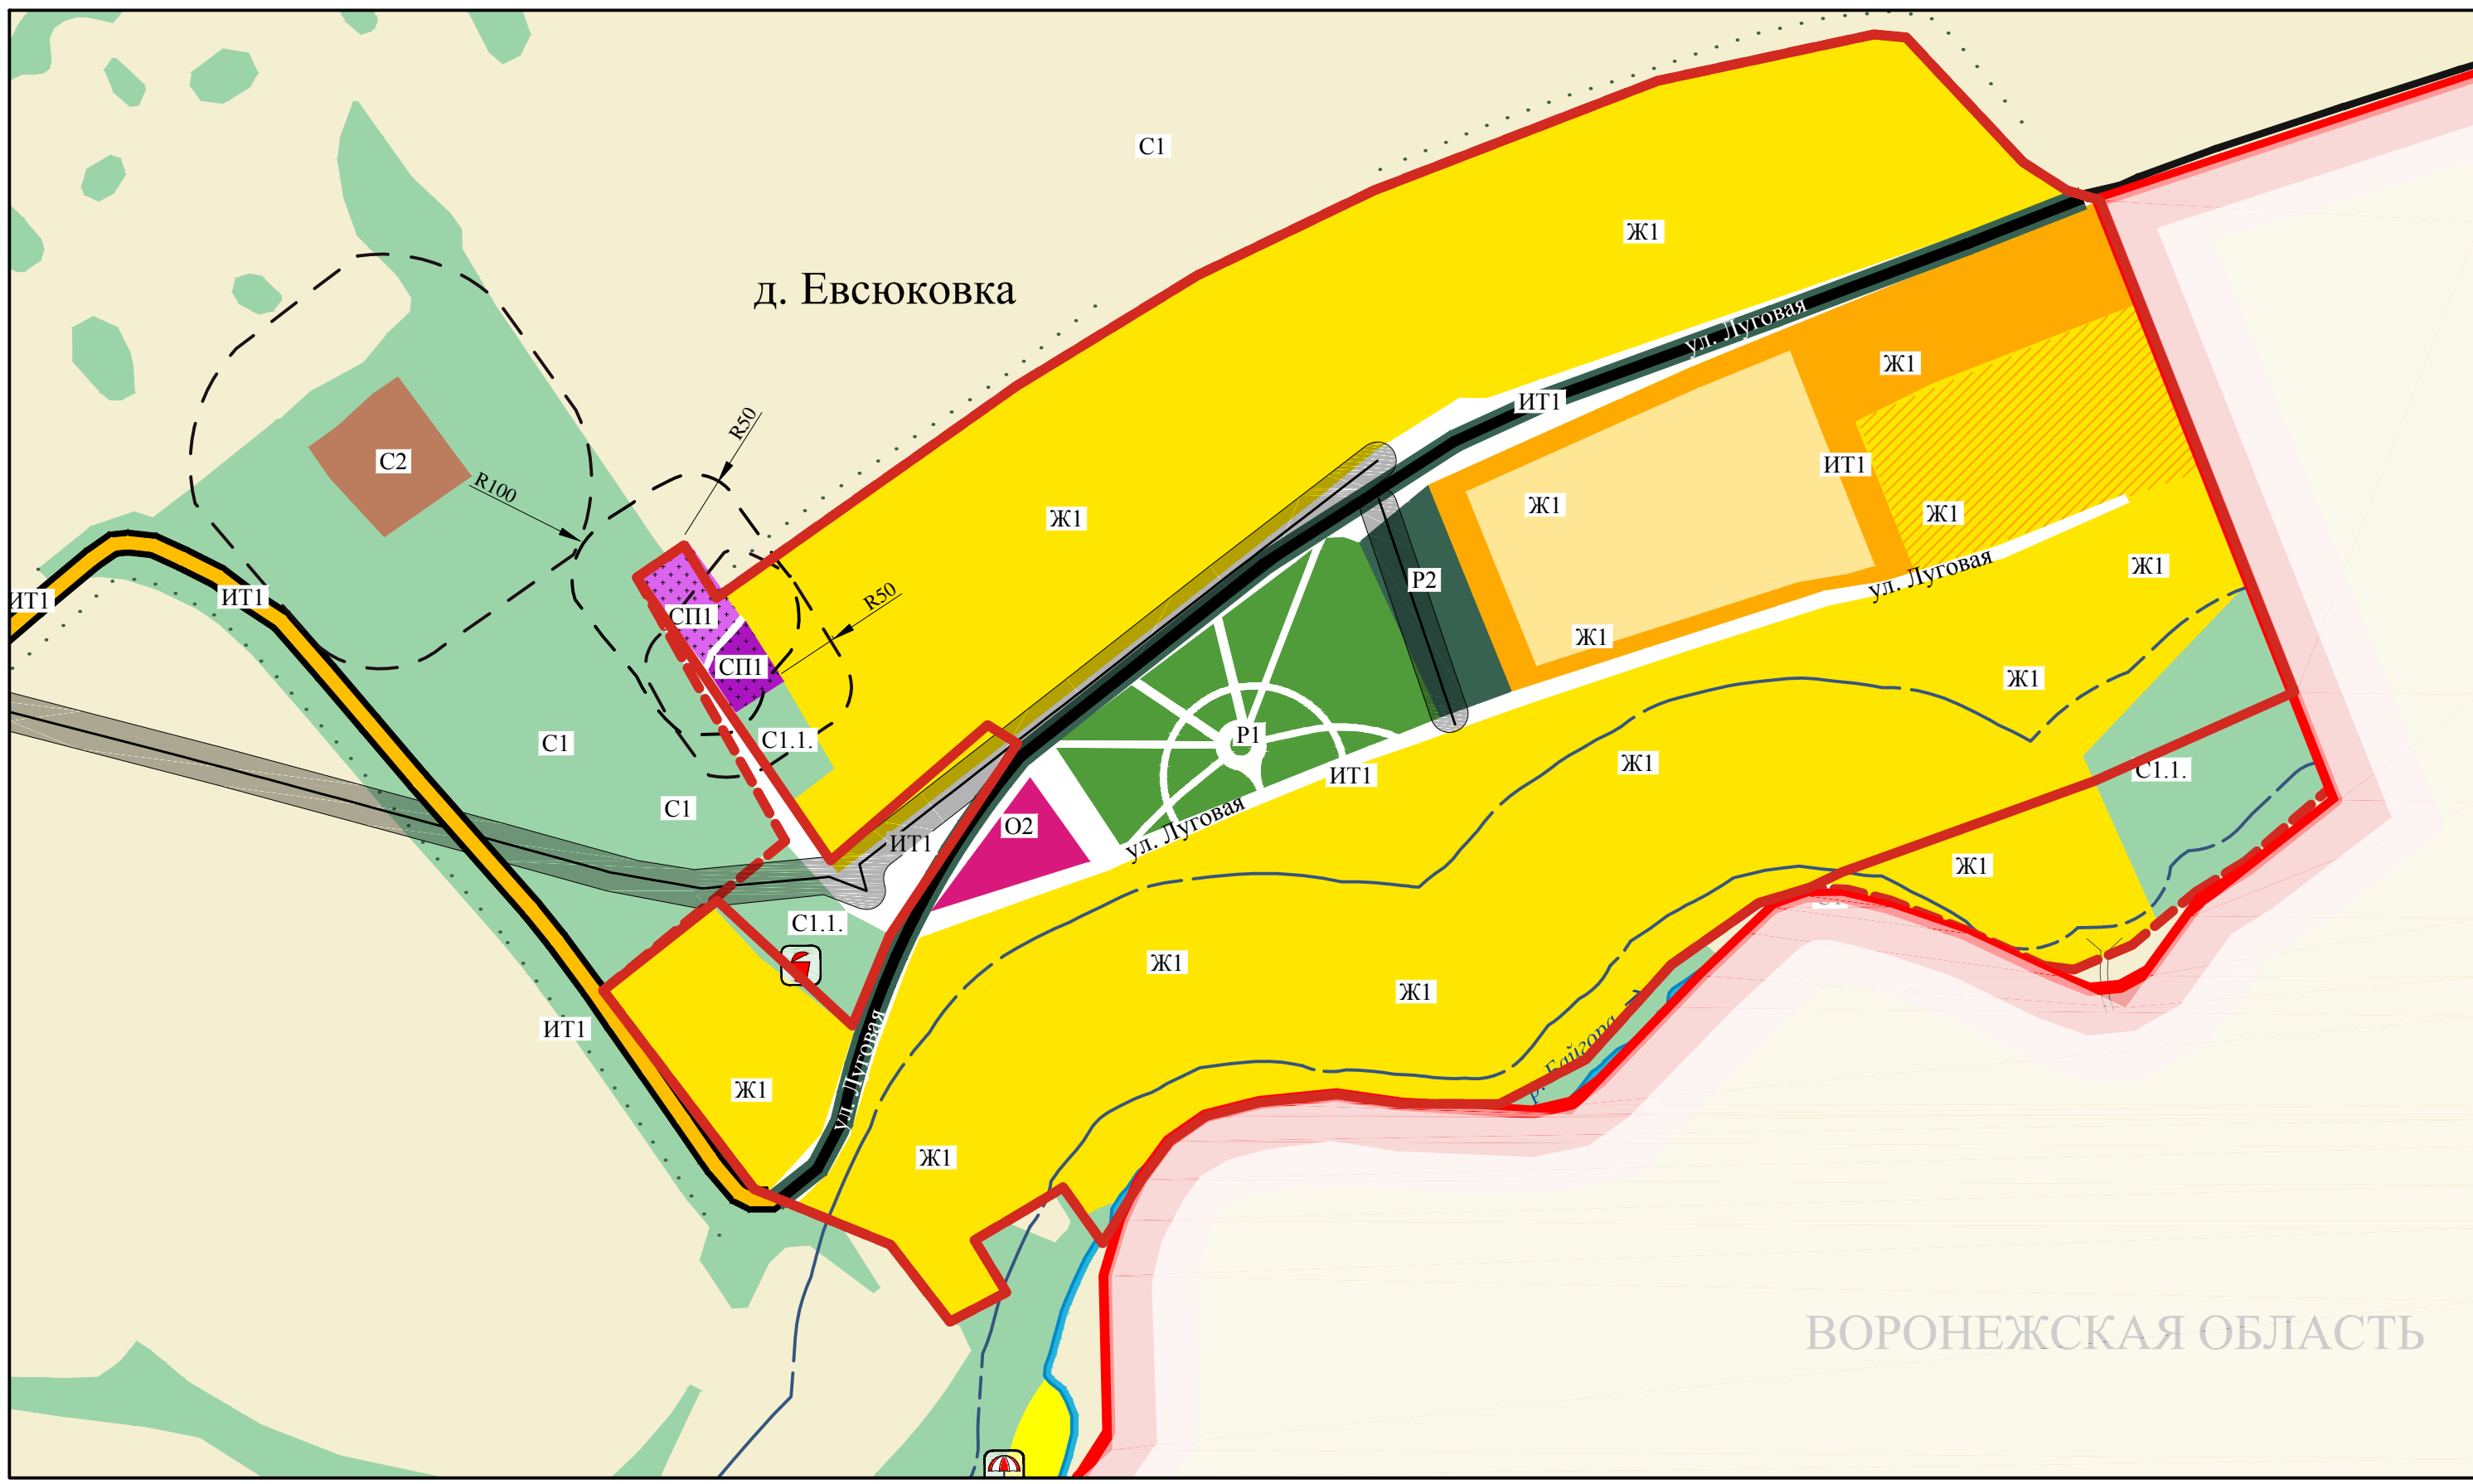 С1
Ж1
д. Евсюковка
ул. Луговая
Ж1
ИТ1
R50
С2
ИТ1
R100
Ж1
Ж1
Ж1
ул. Луговая
Ж1
Р2
ИТ1
ИТ1
R50
СП1
Ж1
СП1
Ж1
Р1
С1
С1.1.
Ж1
С1.1.
ИТ1
С1
О2
ул. Луговая
ИТ1
Ж1
С1.1.
Ж1
Ж1
ИТ1
р. Байгора
ул. Луговая
Ж1
Ж1
ВОРОНЕЖСКАЯ ОБЛАСТЬ